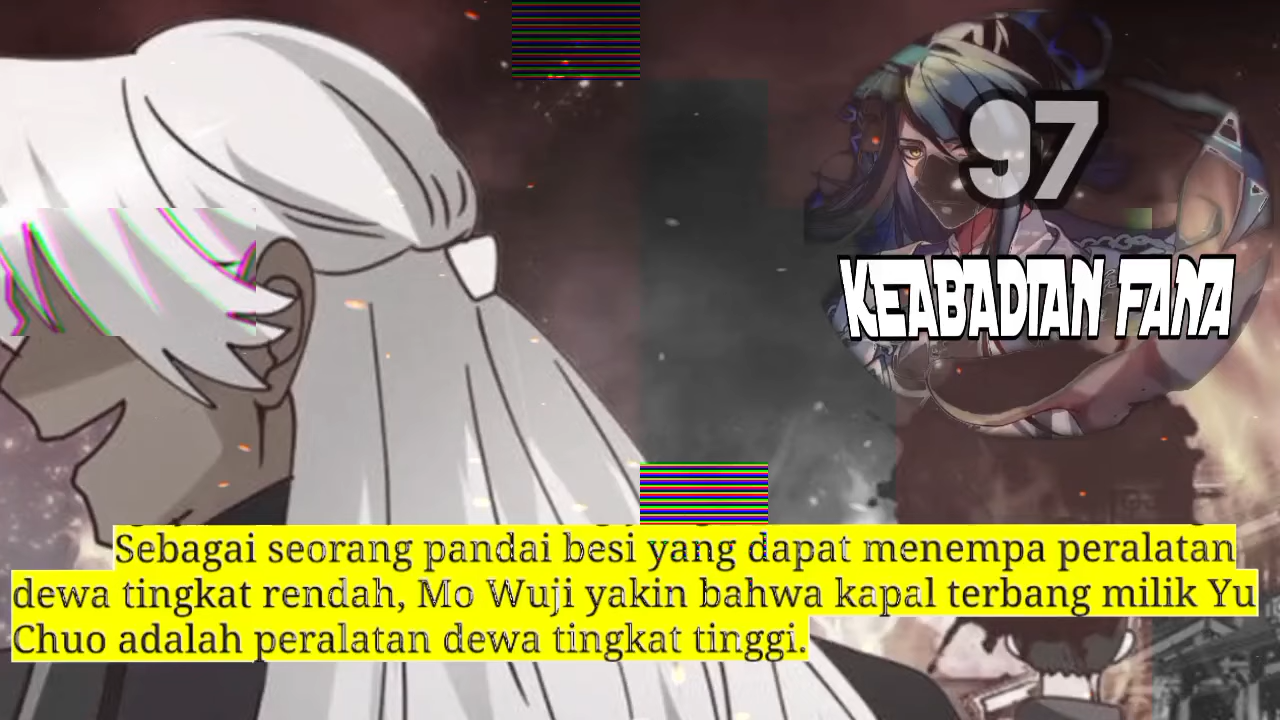 97
KEABADIAN FANA
Sebagai seorang pandai besi yang dapat menempa peralatan
dewa tingkat rendah, Mo Wuji yakin bahwa kapal terbang milik Yu
Chuo adalah peralatan dewa tingkat tinggi.